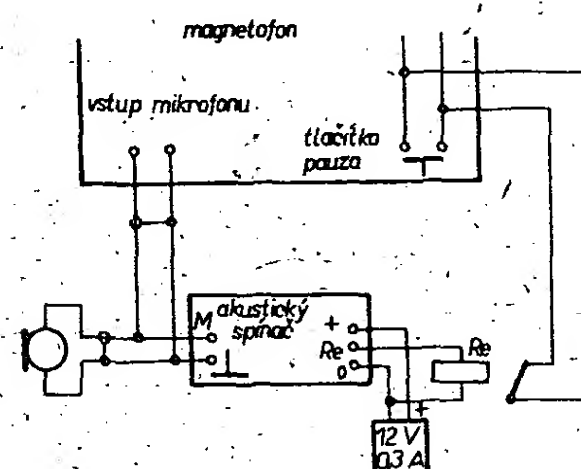 magnetofon
vstup mikrofonu
tlačítko
pauza
M
akustický
spínač
+
Re
0
Re
+
12 V
0,3 A